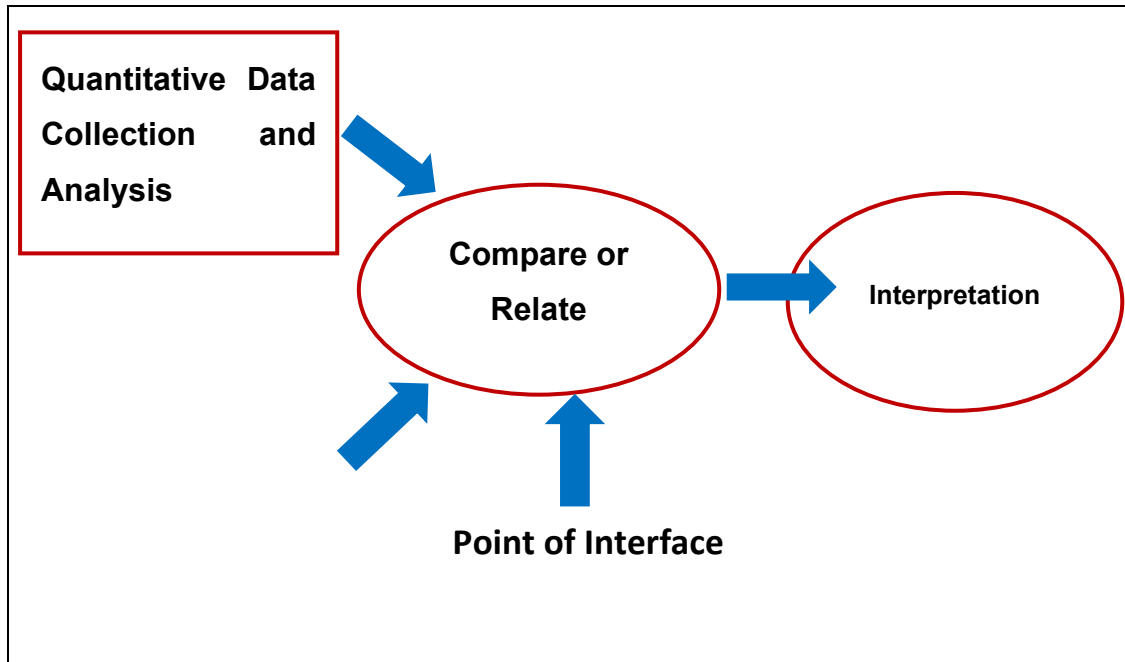 Quantitative Data
Collection and
Analysis
Compare or
Relate
Interpretation
Point of Interface